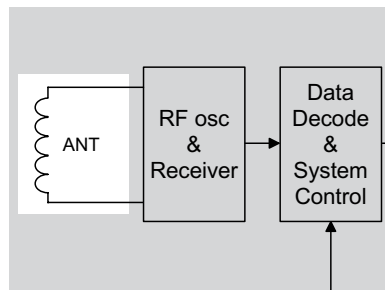 ANT
RF osc
&
Receiver
Data
Decode
&
System
Control